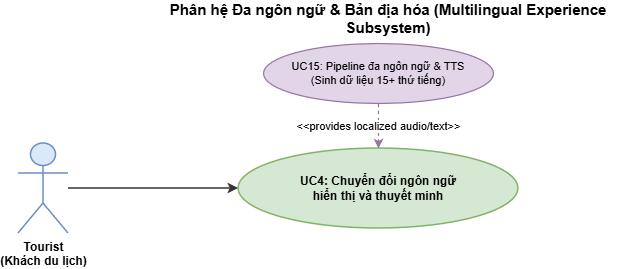 Phân hệ Đa ngôn ngữ & Bản địa hóa (Multilingual Experience
Subsystem)
UC15: Pipeline đa ngôn ngữ & TTS
(Sinh dữ liệu 15+ thứ tiếng)
<<provides localized audio/text>>
UC4: Chuyển đổi ngôn ngữ
hiển thị và thuyết minh
Tourist
(Khách du lịch)